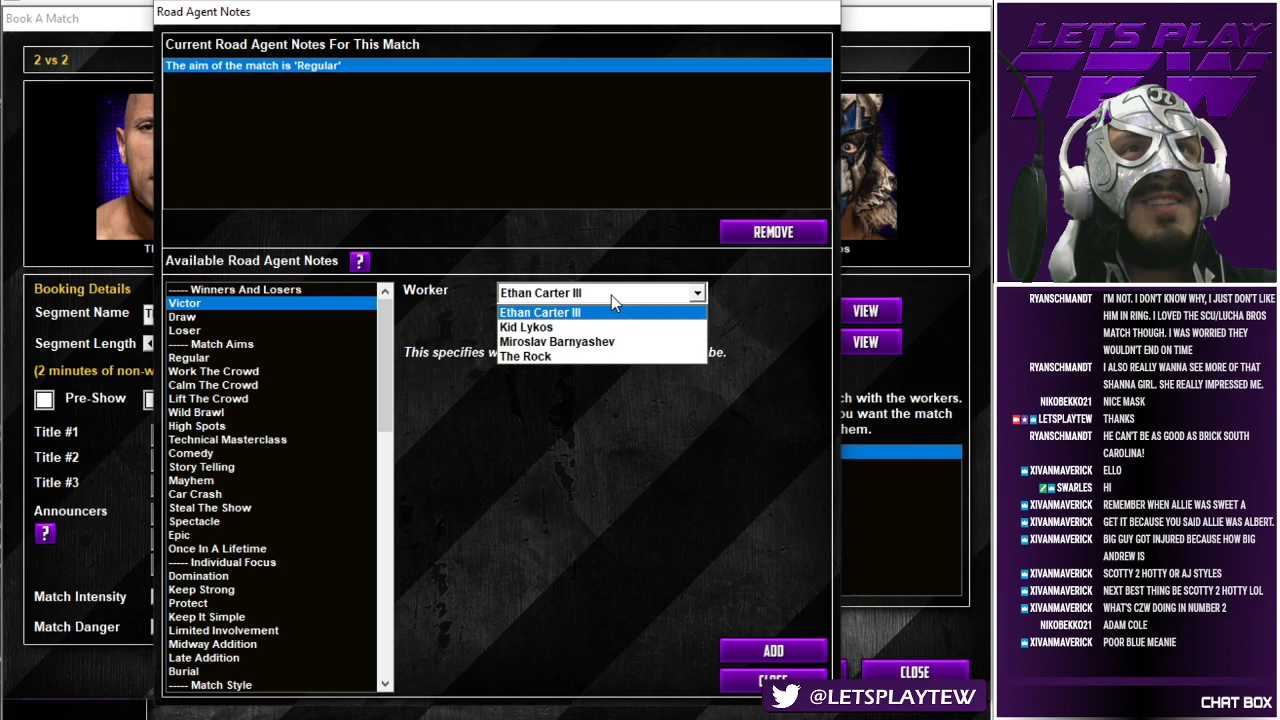 Book A Match
Road Agent Notes
2 vs 2
Current Road Agent Notes For This Match
The aim of the match is 'Regular'
REMOVE
Available Road Agent Notes ?
----- Winners And Losers
Victor
Draw
Loser
----- Match Aims
Regular
Work The Crowd
Calm The Crowd
Lift The Crowd
Wild Brawl
High Spots
Technical Masterclass
Comedy
Story Telling
Mayhem
Car Crash
Steal The Show
Spectacle
Epic
Once In A Lifetime
----- Individual Focus
Domination
Keep Strong
Protect
Keep It Simple
Limited Involvement
Midway Addition
Late Addition
Burial
----- Match Style
Worker
Ethan Carter III
Ethan Carter III
Kid Lykos
Miroslav Barnyashev
The Rock
This specifies w
be.
ADD
CLOSE
Booking Details
Segment Name
Segment Length
(2 minutes of non-w
Pre-Show
Title #1
Title #2
Title #3
Announcers
?
Match Intensity
Match Danger
VIEW
VIEW
ch with the workers.
ou want the match
hem.
CLOSE
@LETSPLAYTEW
LETS PLAY
TEW
RYANSCHMANDT I'M NOT. I DON'T KNOW WHY, I JUST DON'T LIKE
HIM IN RING. I LOVED THE SCU/LUCHA BROS
MATCH THOUGH. I WAS WORRIED THEY
WOULDN'T END ON TIME
RYANSCHMANDT I ALSO REALLY WANNA SEE MORE OF THAT
SHANNA GIRL. SHE REALLY IMPRESSED ME.
NIKOBEKKO21 NICE MASK
LETSPLAYTEW THANKS
RYANSCHMANDT HE CAN'T BE AS GOOD AS BRICK SOUTH
CAROLINA!
XIVANMAVERICK ELLO
SWARLES HI
XIVANMAVERICK REMEMBER WHEN ALLIE WAS SWEET A
XIVANMAVERICK GET IT BECAUSE YOU SAID ALLIE WAS ALBERT.
XIVANMAVERICK BIG GUY GOT INJURED BECAUSE HOW BIG
ANDREW IS
XIVANMAVERICK SCOTTY 2 HOTTY OR AJ STYLES
XIVANMAVERICK NEXT BEST THING BE SCOTTY 2 HOTTY LOL
XIVANMAVERICK WHAT'S CZW DOING IN NUMBER 2
NIKOBEKKO21 ADAM COLE
XIVANMAVERICK POOR BLUE MEANIE
CHAT BOX